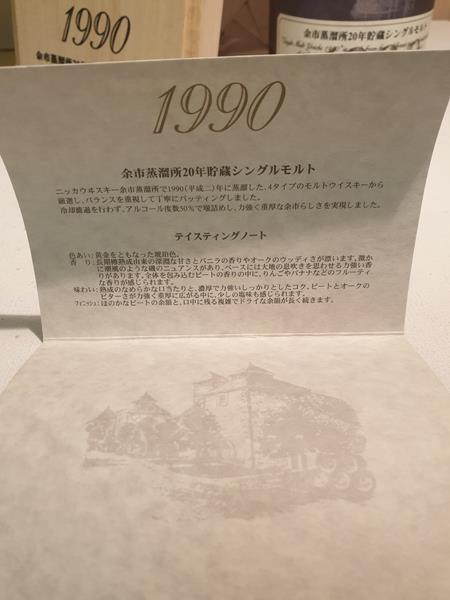 1990
余市蒸溜所20年貯蔵シングルモルト
1990
余市蒸溜所20年貯蔵シングルモルト
ニッカウヰスキー余市蒸溜所で1990(平成二)年に蒸溜した、4タイプのモルトウイスキーから
厳選し、バランスを重視して丁寧にバッティングしました。
冷却濾過を行わず、アルコール度数50%で瓶詰めし、力強く重厚な余市らしさを実現しました。
テイスティングノート
色あい:黄金をともなった琥珀色。
香り:長期樽熟成由来の深遠な甘さとバニラの香りやオークのウッディさが漂います。微か
に潮風のような磯のニュアンスがあり、ベースには大地の息吹きを思わせる力強い香
りがあります。全体を包み込むピートの香りの中に、りんごやバナナなどのフルーティ
な香りが感じられます。
味わい:熟成のなめらかな口当たりと、濃厚で力強いしっかりとしたコク。ピートとオークの
ビターさが力強く重厚に広がる中に、少しの塩味も感じられます。
フィニッシュ:ほのかなピートの余韻と、口中に残る複雑でドライな余韻が長く続きます。